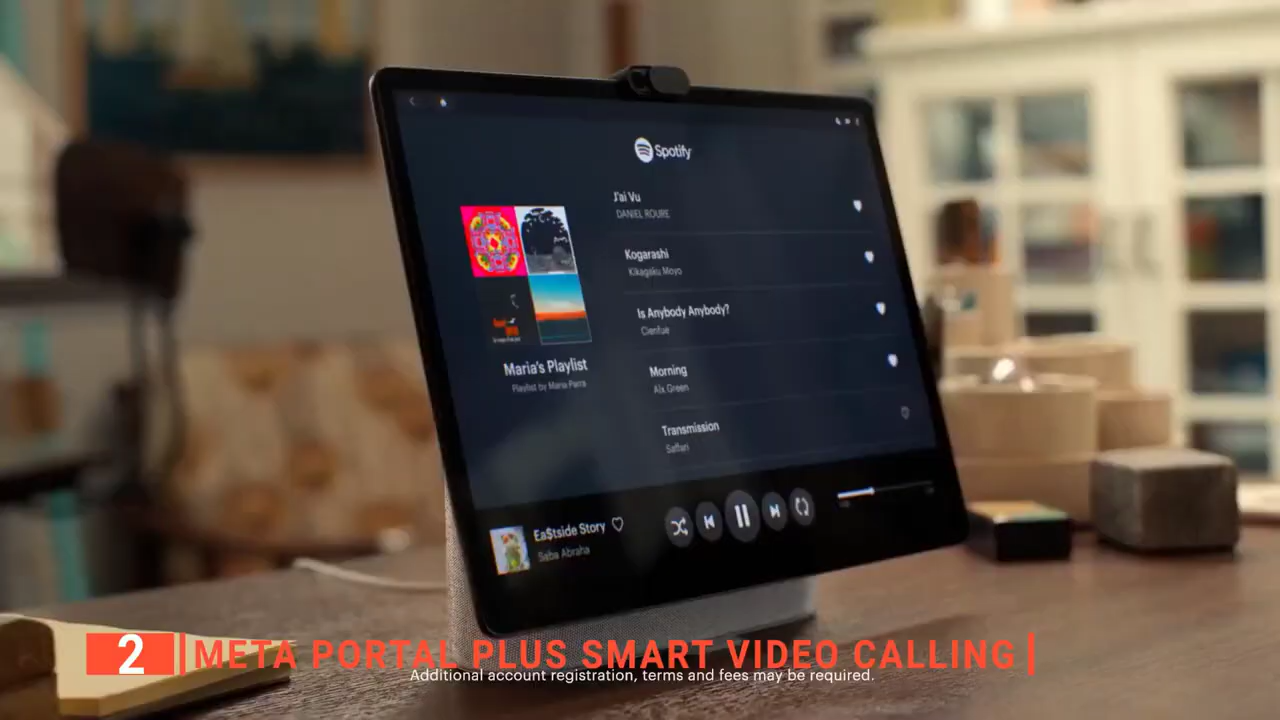 Spotify
J'ai Vu
DANIEL ROURE
Kogarashi
Kikagaku Moyo
Is Anybody Anybody?
Cienfue
Morning
Alx Green
Transmission
Saffari
Maria's Playlist
Playlist by Maria Parra
Ea$tside Story
Seba Abraha
2 META PORTAL PLUS SMART VIDEO CALLING
Additional account registration, terms and fees may be required.